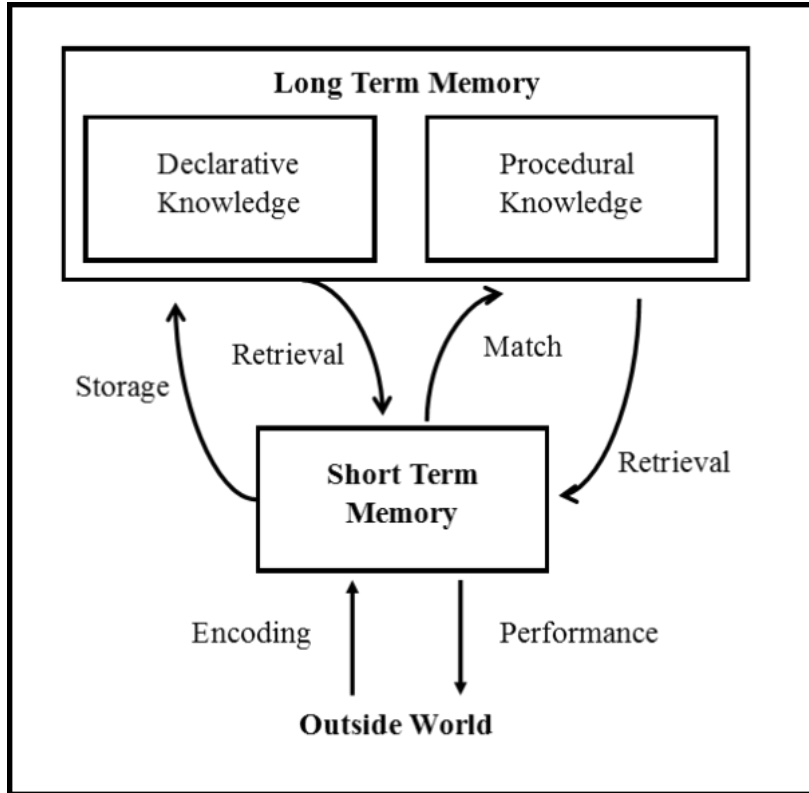 Long Term Memory
Declarative
Knowledge
Procedural
Knowledge
Retrieval
Match
Storage
Retrieval
Short Term
Memory
Encoding
Performance
Outside World